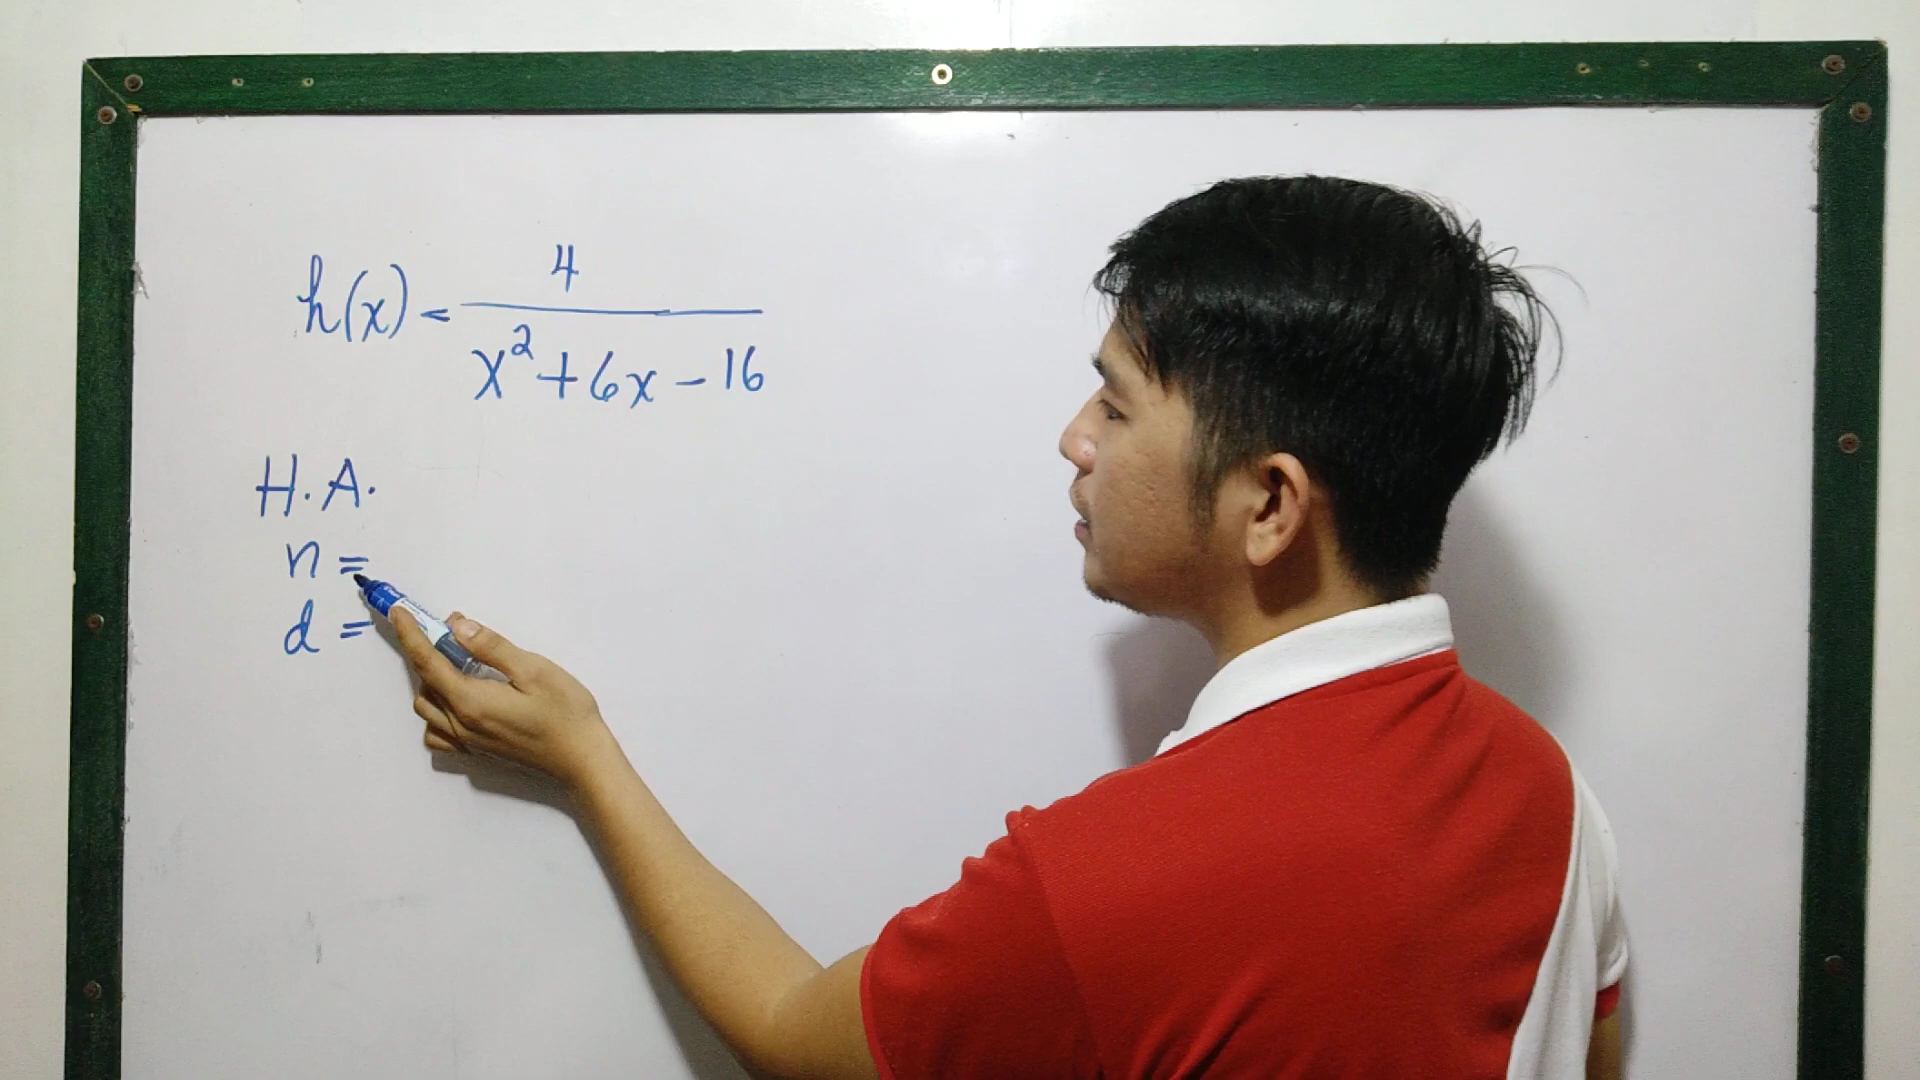 h(x) = 4
x² + 6x - 16
H.A.
n =
d =